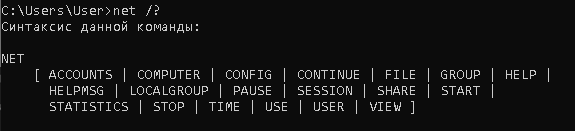 C:\Users\User>net /?
Синтаксис данной команды:
NET
[ ACCOUNTS | COMPUTER | CONFIG | CONTINUE | FILE | GROUP | HELP |
HELPMSG | LOCALGROUP | PAUSE | SESSION | SHARE | START |
STATISTICS | STOP | TIME | USE | USER | VIEW ]